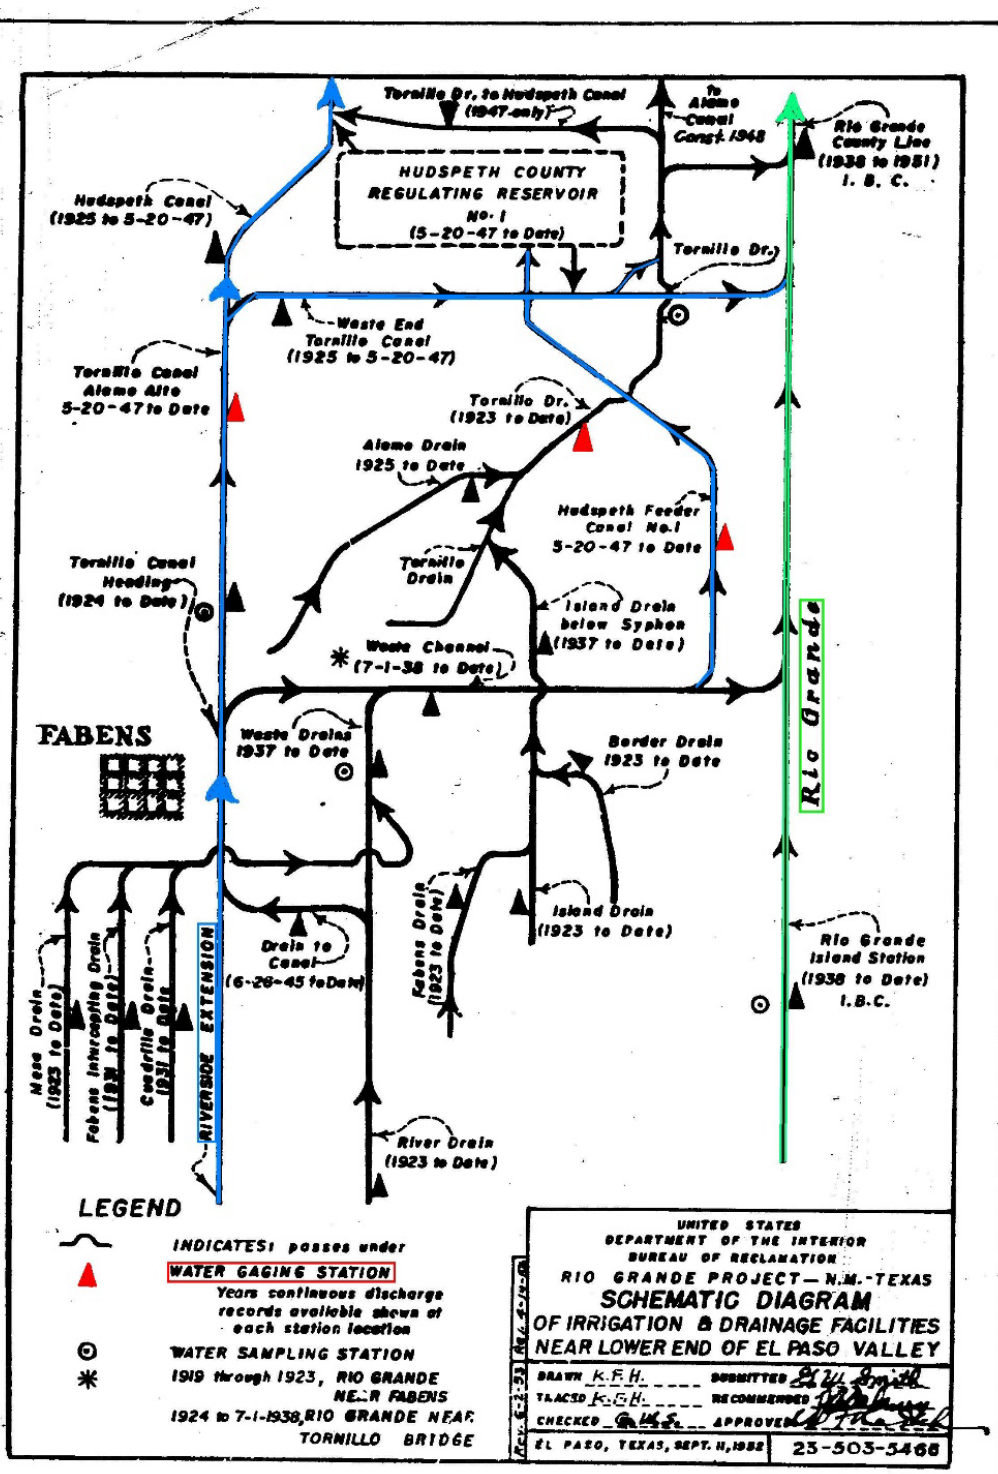 Tornillo Dr. to Hudspeth Canal
(1947 only)
to
Alamo
Canal
Const. 1948
Rio Grande
County Line
(1938 to 1951)
I. B. C.
HUDSPETH COUNTY
REGULATING RESERVOIR
No. 1
(5-20-47 to Date)
Hudspeth Canal
(1925 to 5-20-47)
Tornillo Dr.
Waste End
Tornillo Canal
(1925 to 5-20-47)
Tornillo Canal
Alamo Alto
5-20-47 to Date
Tornillo Dr.
(1923 to Date)
Alamo Drain
1925 to Date
Hudspeth Feeder
Canal No. 1
5-20-47 to Date
Tornillo Canal
Heading
(1924 to Date)
Tornillo
Drain
Island Drain
below Syphon
(1937 to Date)
Waste Channel
(7-1-38 to Date)
Rio Grande
FABENS
Waste Drains
1937 to Date
Border Drain
1923 to Date
Fabens Drain
(1923 to Date)
Island Drain
(1923 to Date)
Drain to
Canal
(6-26-45 to Date)
Rio Grande
Island Station
(1938 to Date)
I.B.C.
Mesa Drain
(1923 to Date)
Fabens Intercepting Drain
(1931 to Date)
Cuadrilla Drain
1931 to Date
RIVERSIDE EXTENSION
River Drain
(1923 to Date)
LEGEND
INDICATES: passes under
WATER GAGING STATION
Years continuous discharge
records available shown at
each station location
WATER SAMPLING STATION
1919 through 1923, RIO GRANDE
NEAR FABENS
1924 to 7-1-1938, RIO GRANDE NEAR
TORNILLO BRIDGE
Rev. 6-2-53
UNITED STATES
DEPARTMENT OF THE INTERIOR
BUREAU OF RECLAMATION
RIO GRANDE PROJECT — N.M.-TEXAS
SCHEMATIC DIAGRAM
OF IRRIGATION & DRAINAGE FACILITIES
NEAR LOWER END OF EL PASO VALLEY
DRAWN K.F.H. SUBMITTED
TRACED K.F.H. RECOMMENDED
CHECKED APPROVED
EL PASO, TEXAS, SEPT. 11, 1952 23-503-5466